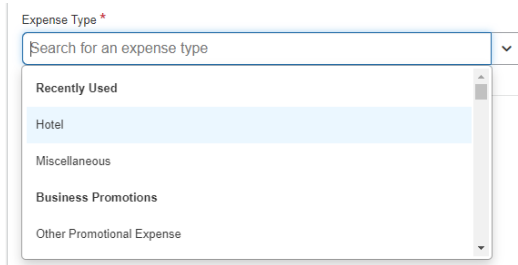 Expense Type *
Search for an expense type
Recently Used
Hotel
Miscellaneous
Business Promotions
Other Promotional Expense